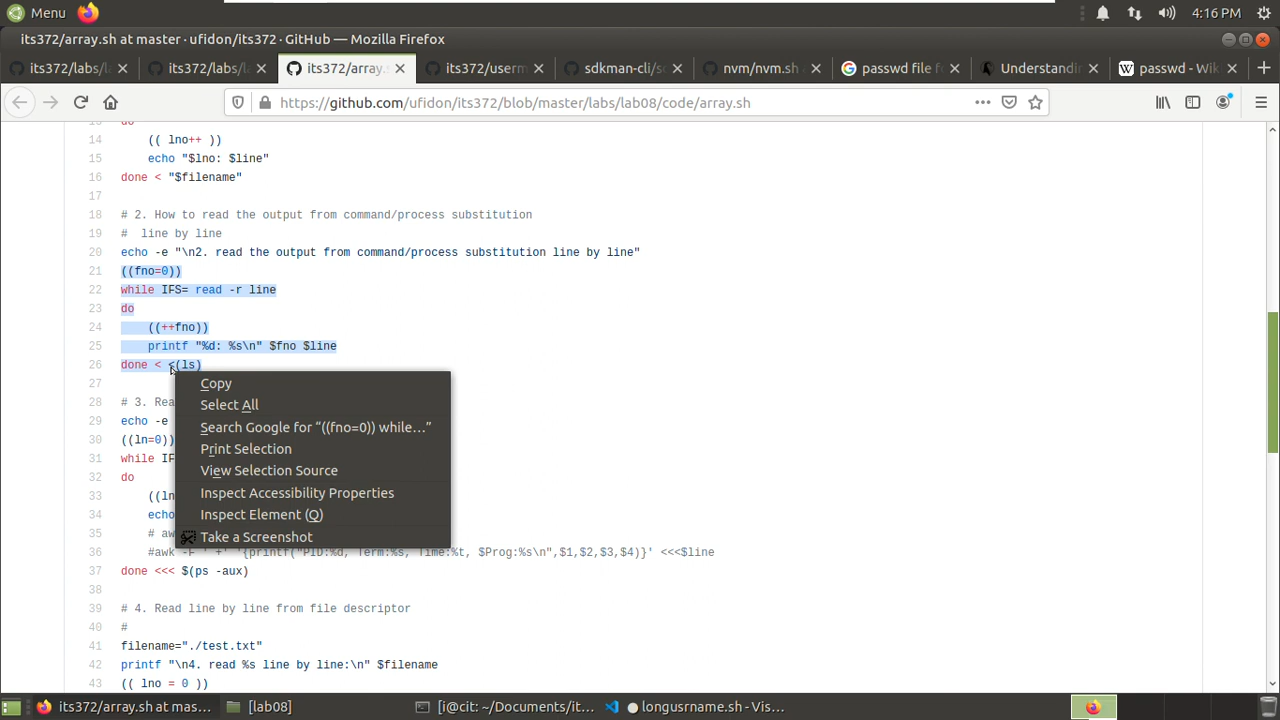 Menu
4:16 PM
its372/array.sh at master · ufidon/its372 · GitHub — Mozilla Firefox
its372/labs/l
its372/labs/l
its372/array.
its372/userm
sdkman-cli/s
nvm/nvm.sh
passwd file f
Understandin
passwd - Wik
https://github.com/ufidon/its372/blob/master/labs/lab08/code/array.sh
14 (( lno++ ))
15 echo "$lno: $line"
16 done < "$filename"
17
18 # 2. How to read the output from command/process substitution
19 #  line by line
20 echo -e "\n2. read the output from command/process substitution line by line"
21 ((fno=0))
22 while IFS= read -r line
23 do
24 ((++fno))
25 printf "%d: %s\n" $fno $line
26 done < <(ls)
27
28 # 3. Rea
29 echo -e
30 ((ln=0))
31 while IF
32 do
33 ((ln
34 echo
35 # aw
36 #awk -F ' +' '{printf("PID:%d, Term:%s, Time:%t, $Prog:%s\n",$1,$2,$3,$4)}' <<<$line
37 done <<< $(ps -aux)
38
39 # 4. Read line by line from file descriptor
40 #
41 filename="./test.txt"
42 printf "\n4. read %s line by line:\n" $filename
43 (( lno = 0 ))
Copy
Select All
Search Google for “((fno=0)) while…”
Print Selection
View Selection Source
Inspect Accessibility Properties
Inspect Element (Q)
Take a Screenshot
its372/array.sh at mas...
[lab08]
[i@cit: ~/Documents/it...
● longusrname.sh - Vis...